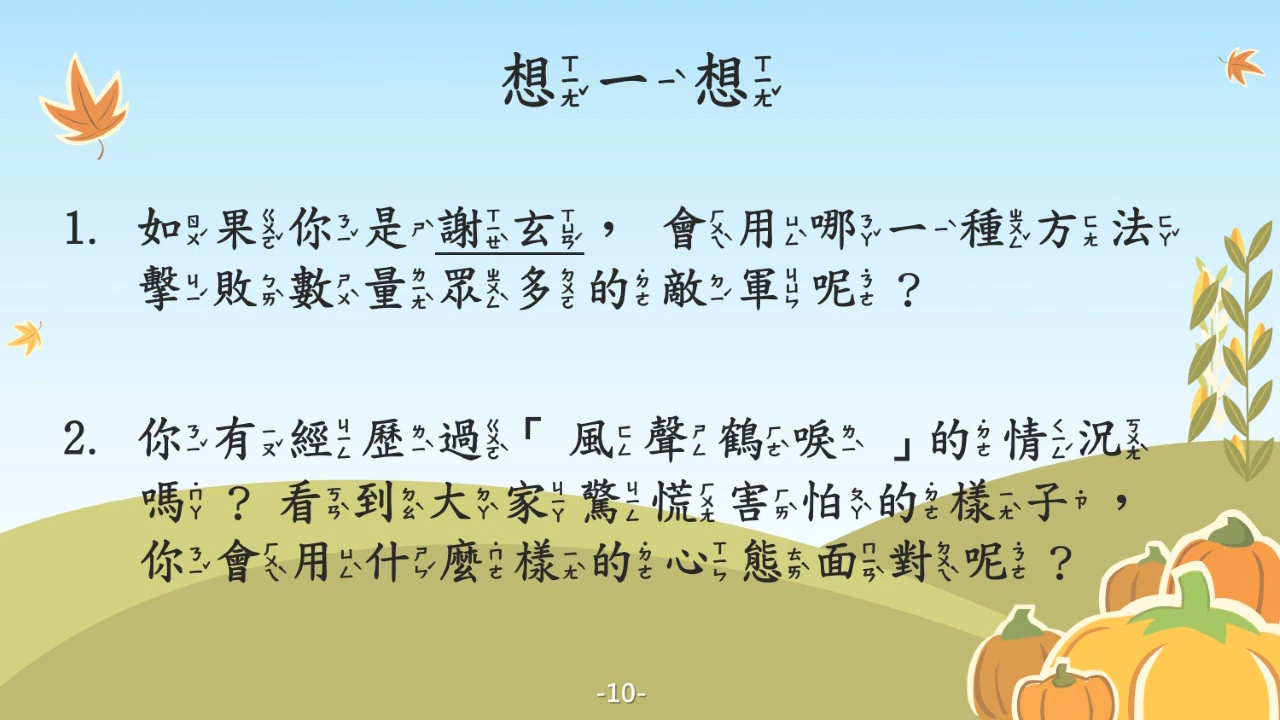 想一想
1. 如果你是謝玄，會用哪一種方法
擊敗數量眾多的敵軍呢？
2. 你有經歷過「風聲鶴唳」的情況
嗎？看到大家驚慌害怕的樣子，
你會用什麼樣的心態面對呢？
-10-